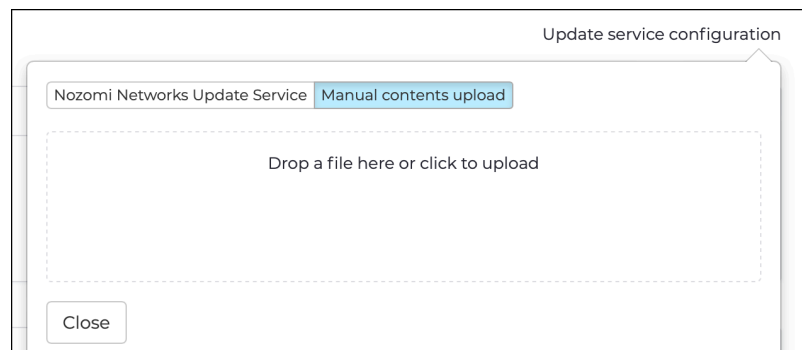 Update service configuration
Nozomi Networks Update Service Manual contents upload
Drop a file here or click to upload
Close